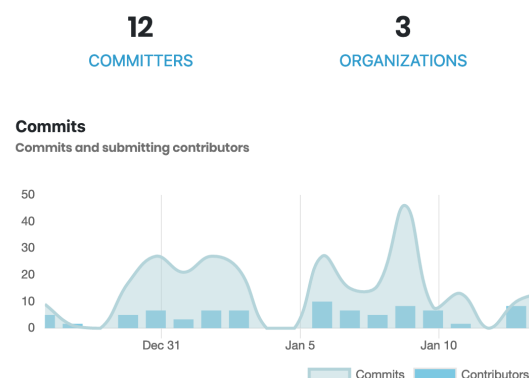 12
3
COMMITTERS
ORGANIZATIONS
Commits
Commits and submitting contributors
50
40
30
20
10
0
Dec 31
Jan 5
Jan 10
Commits
Contributors